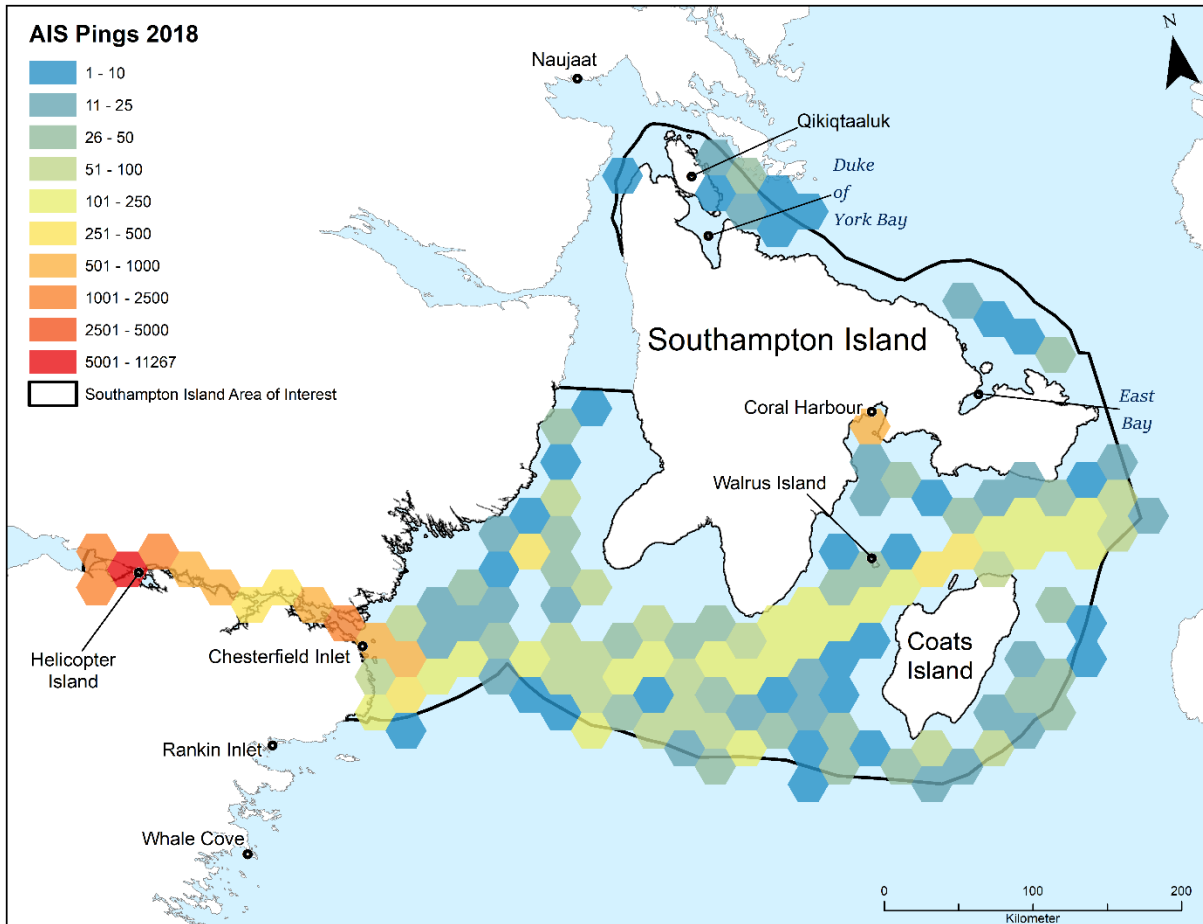 AIS Pings 2018
1 - 10
11 - 25
26 - 50
51 - 100
101 - 250
251 - 500
501 - 1000
1001 - 2500
2501 - 5000
5001 - 11267
Southampton Island Area of Interest
N
Naujaat
Qikiqtaaluk
Duke
of
York Bay
Southampton Island
Coral Harbour
East
Bay
Walrus Island
Helicopter
Island
Chesterfield Inlet
Coats
Island
Rankin Inlet
Whale Cove
0
100
200
Kilometer